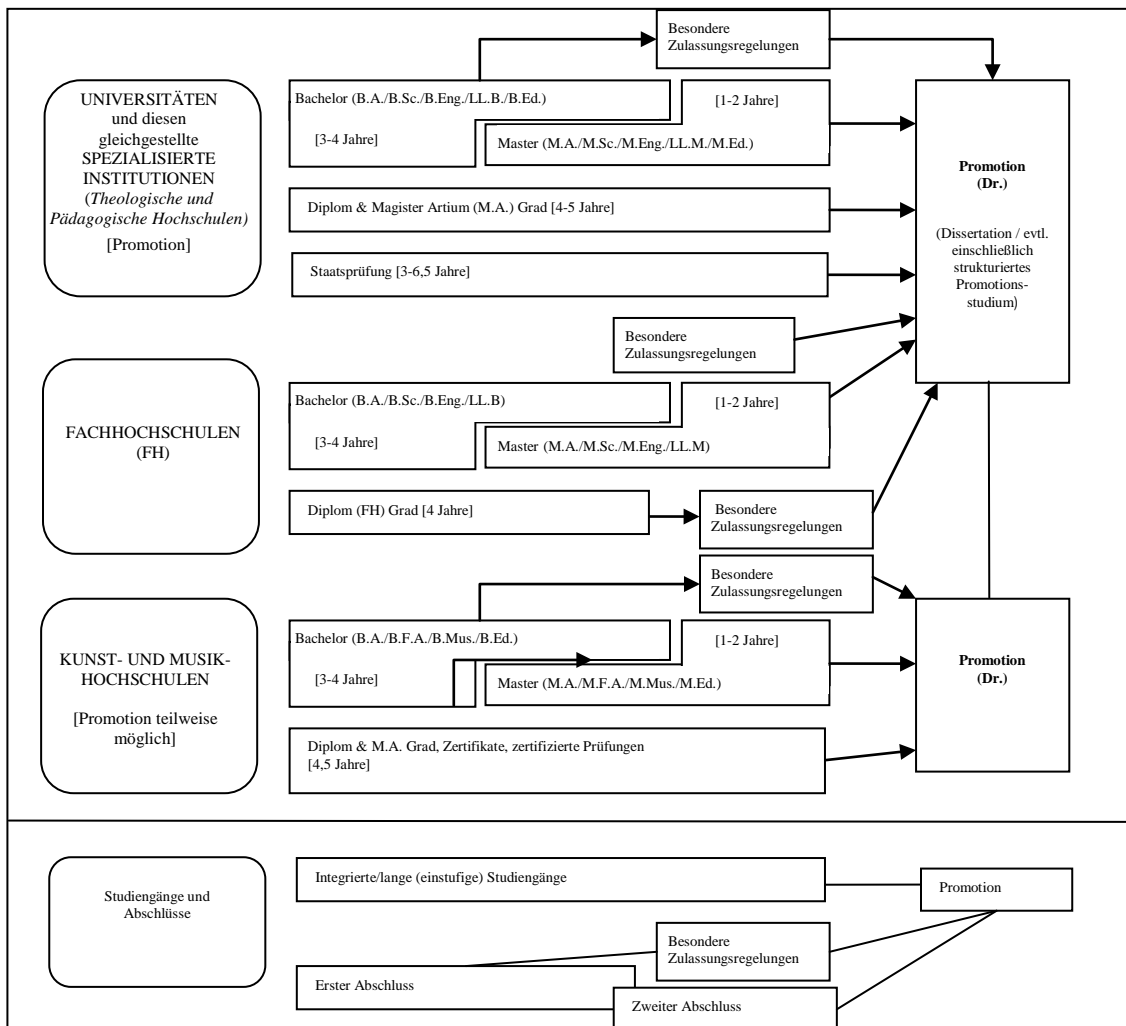 Besondere
Zulassungsregelungen
UNIVERSITÄTEN
und diesen
gleichgestellte
SPEZIALISIERTE
INSTITUTIONEN
(Theologische und
Pädagogische Hochschulen)
[Promotion]
Bachelor (B.A./B.Sc./B.Eng./LL.B./B.Ed.)
[3-4 Jahre]
[1-2 Jahre]
Master (M.A./M.Sc./M.Eng./LL.M./M.Ed.)
Diplom & Magister Artium (M.A.) Grad [4-5 Jahre]
Staatsprüfung [3-6,5 Jahre]
Promotion
(Dr.)
(Dissertation / evtl.
einschließlich
strukturiertes
Promotions-
studium)
Besondere
Zulassungsregelungen
FACHHOCHSCHULEN
(FH)
Bachelor (B.A./B.Sc./B.Eng./LL.B)
[3-4 Jahre]
[1-2 Jahre]
Master (M.A./M.Sc./M.Eng./LL.M)
Diplom (FH) Grad [4 Jahre]
Besondere
Zulassungsregelungen
Besondere
Zulassungsregelungen
KUNST- UND MUSIK-
HOCHSCHULEN
[Promotion teilweise
möglich]
Bachelor (B.A./B.F.A./B.Mus./B.Ed.)
[3-4 Jahre]
[1-2 Jahre]
Master (M.A./M.F.A./M.Mus./M.Ed.)
Diplom & M.A. Grad, Zertifikate, zertifizierte Prüfungen
[4,5 Jahre]
Promotion
(Dr.)
Studiengänge und
Abschlüsse
Integrierte/lange (einstufige) Studiengänge
Promotion
Besondere
Zulassungsregelungen
Erster Abschluss
Zweiter Abschluss